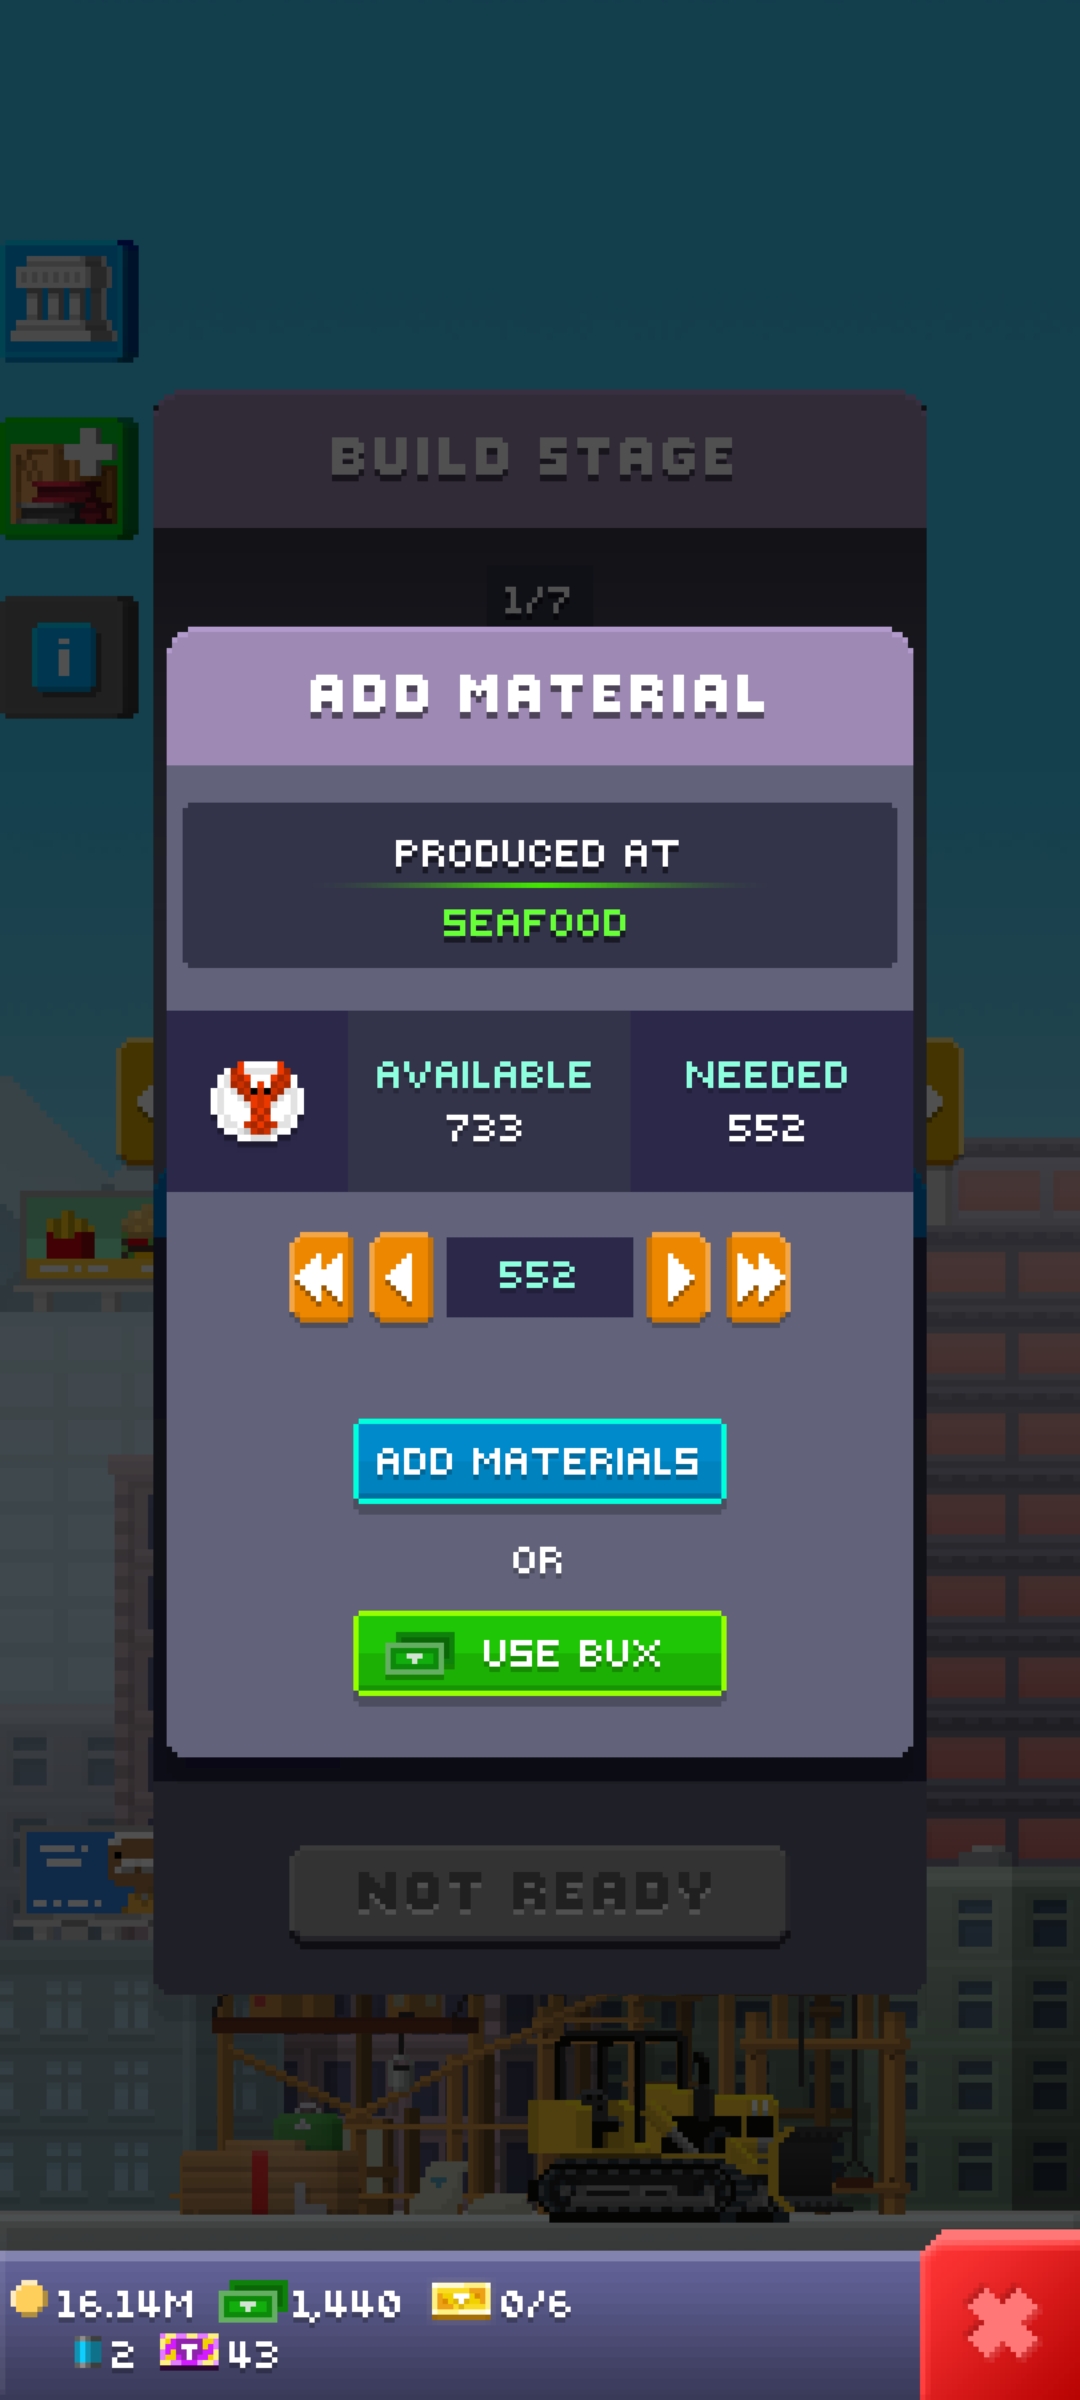 BUILD STAGE
1/7
ADD MATERIAL
PRODUCED AT
SEAFOOD
AVAILABLE
733
NEEDED
552
552
ADD MATERIALS
OR
USE BUX
NOT READY
16.14M 1,440 0/6
2 43